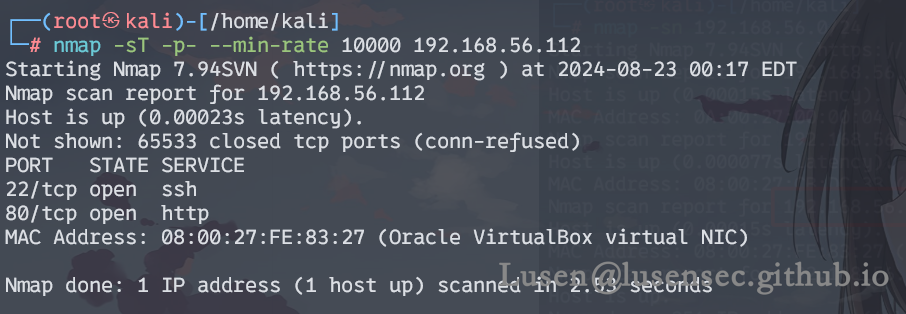 ┌──(root㉿kali)-[/home/kali]
└─# nmap -sT -p- --min-rate 10000 192.168.56.112
Starting Nmap 7.94SVN ( https://nmap.org ) at 2024-08-23 00:17 EDT
Nmap scan report for 192.168.56.112
Host is up (0.00023s latency).
Not shown: 65533 closed tcp ports (conn-refused)
PORT   STATE SERVICE
22/tcp open  ssh
80/tcp open  http
MAC Address: 08:00:27:FE:83:27 (Oracle VirtualBox virtual NIC)
Nmap done: 1 IP address (1 host up) scanned in 2.53 seconds
Lusen@lusensec.github.io